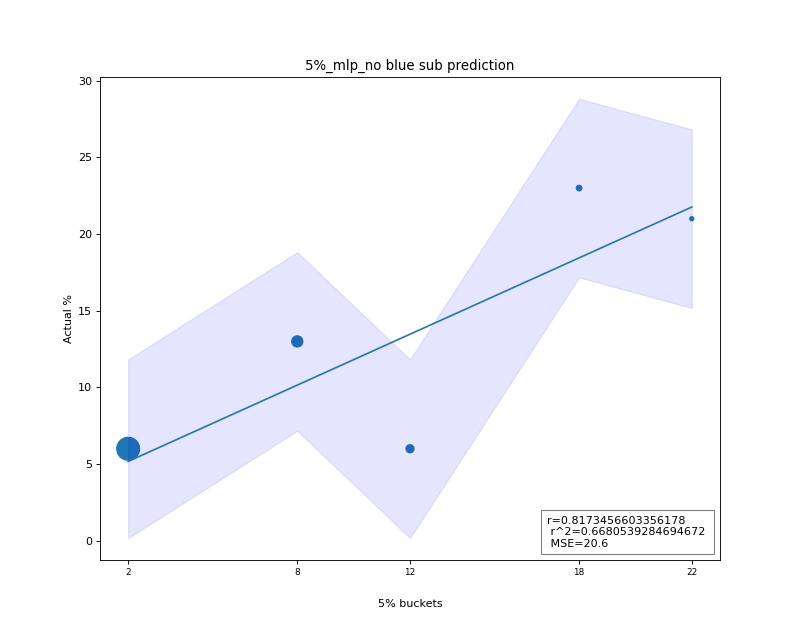 5%_mlp_no blue sub prediction
30
25
20
15
10
5
0
Actual %
2 8 12 18 22
5% buckets
r=0.8173456603356178
r^2=0.6680539284694672
MSE=20.6